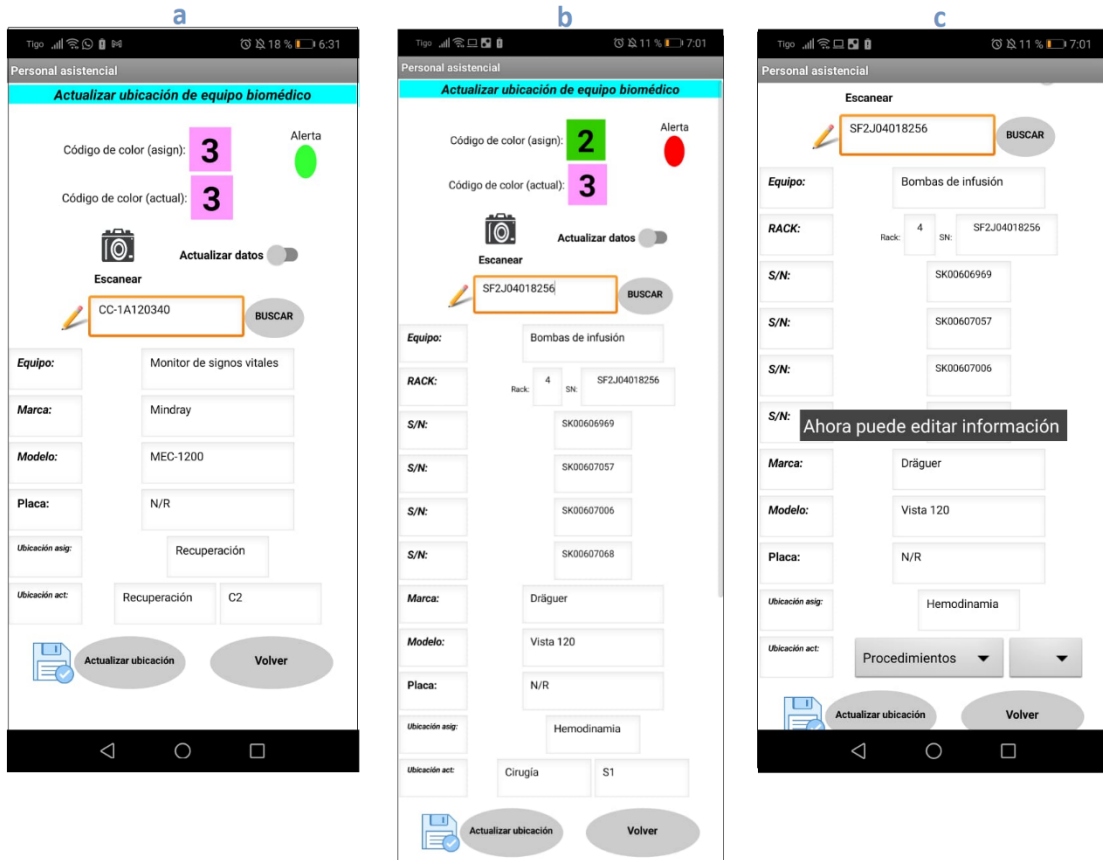 a
Tigo 18 % 6:31
Personal asistencial
Actualizar ubicación de equipo biomédico
Código de color (asign): 3
Alerta
Código de color (actual): 3
Actualizar datos
Escanear
CC-1A120340
BUSCAR
Equipo: Monitor de signos vitales
Marca: Mindray
Modelo: MEC-1200
Placa: N/R
Ubicación asig: Recuperación
Ubicación act: Recuperación C2
Actualizar ubicación Volver
b
Tigo 11 % 7:01
Personal asistencial
Actualizar ubicación de equipo biomédico
Código de color (asign): 2
Alerta
Código de color (actual): 3
Actualizar datos
Escanear
SF2J04018256
BUSCAR
Equipo: Bombas de infusión
RACK: Rack: 4 SN: SF2J04018256
S/N: SK00606969
S/N: SK00607057
S/N: SK00607006
S/N: SK00607068
Marca: Dräguer
Modelo: Vista 120
Placa: N/R
Ubicación asig: Hemodinamia
Ubicación act: Cirugía S1
Actualizar ubicación Volver
c
Tigo 11 % 7:01
Personal asistencial
Escanear
SF2J04018256
BUSCAR
Equipo: Bombas de infusión
RACK: Rack: 4 SN: SF2J04018256
S/N: SK00606969
S/N: SK00607057
S/N: SK00607006
S/N:
Ahora puede editar información
Marca: Dräguer
Modelo: Vista 120
Placa: N/R
Ubicación asig: Hemodinamia
Ubicación act: Procedimientos
Actualizar ubicación Volver